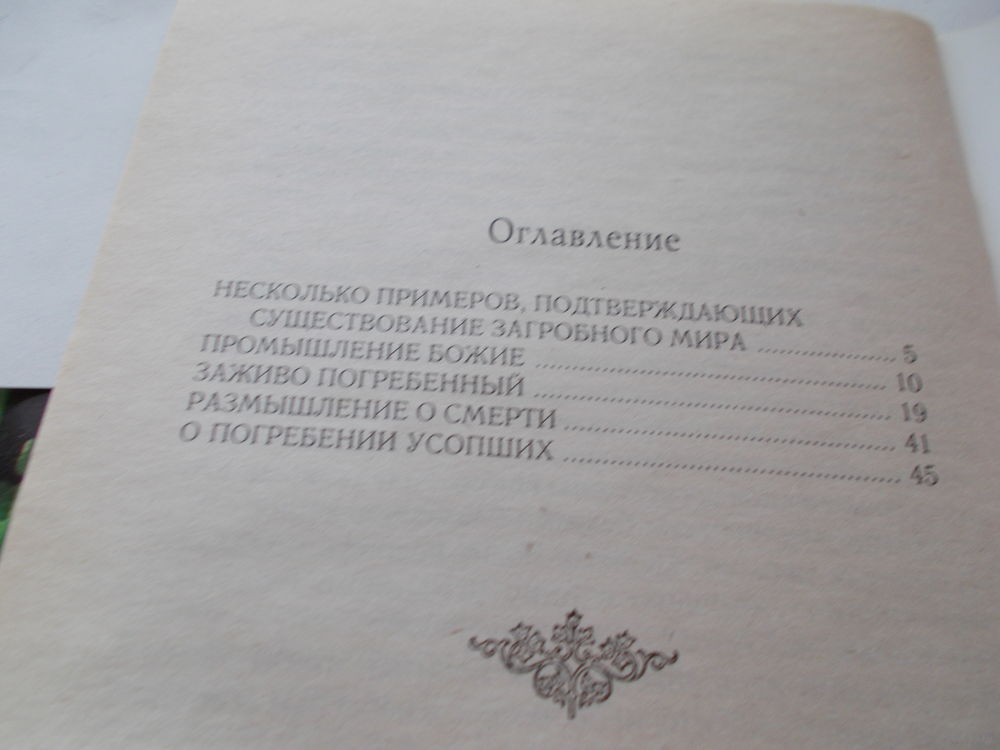 Оглавление
НЕСКОЛЬКО ПРИМЕРОВ, ПОДТВЕРЖДАЮЩИХ
СУЩЕСТВОВАНИЕ ЗАГРОБНОГО МИРА ........................ 5
ПРОМЫШЛЕНИЕ БОЖИЕ ........................ 10
ЗАЖИВО ПОГРЕБЕННЫЙ ........................ 19
РАЗМЫШЛЕНИЕ О СМЕРТИ ........................ 41
О ПОГРЕБЕНИИ УСОПШИХ ........................ 45